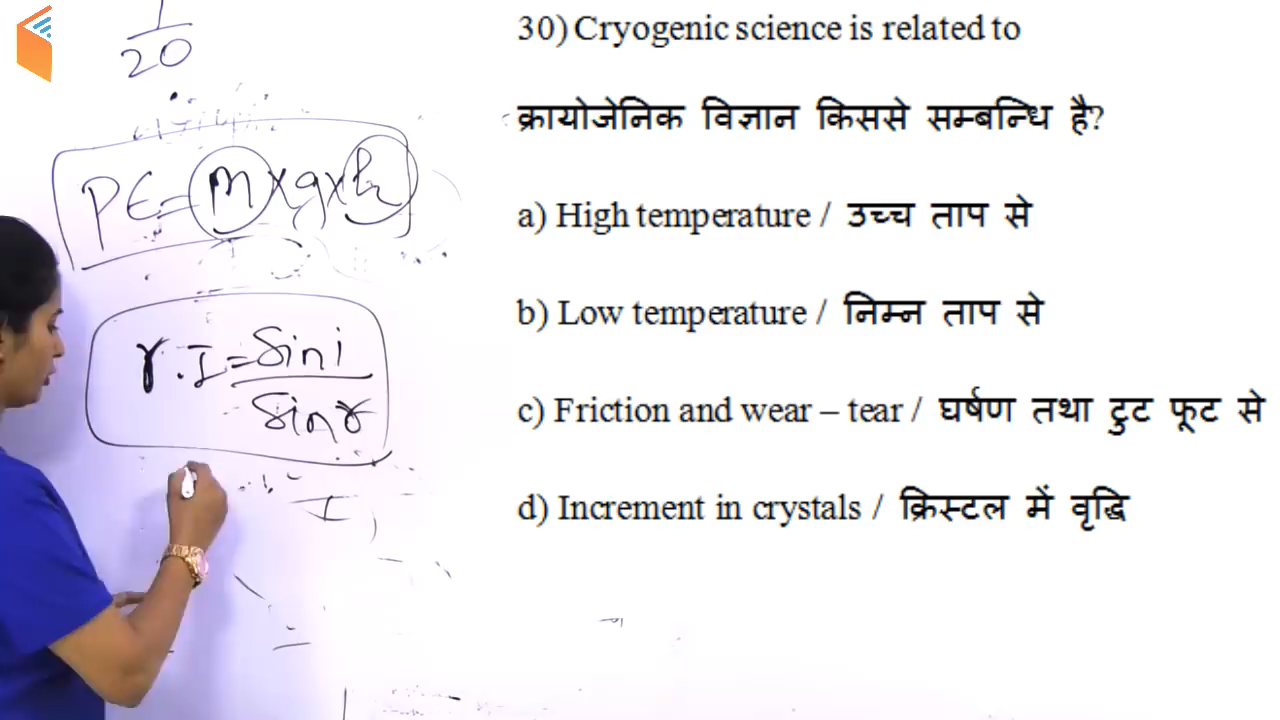 1
20
PE = m × g × h
r.I = Sin i
Sin r
I
30) Cryogenic science is related to
क्रायोजेनिक विज्ञान किससे सम्बन्धि है?
a) High temperature / उच्च ताप से
b) Low temperature / निम्न ताप से
c) Friction and wear – tear / घर्षण तथा टुट फूट से
d) Increment in crystals / क्रिस्टल में वृद्धि